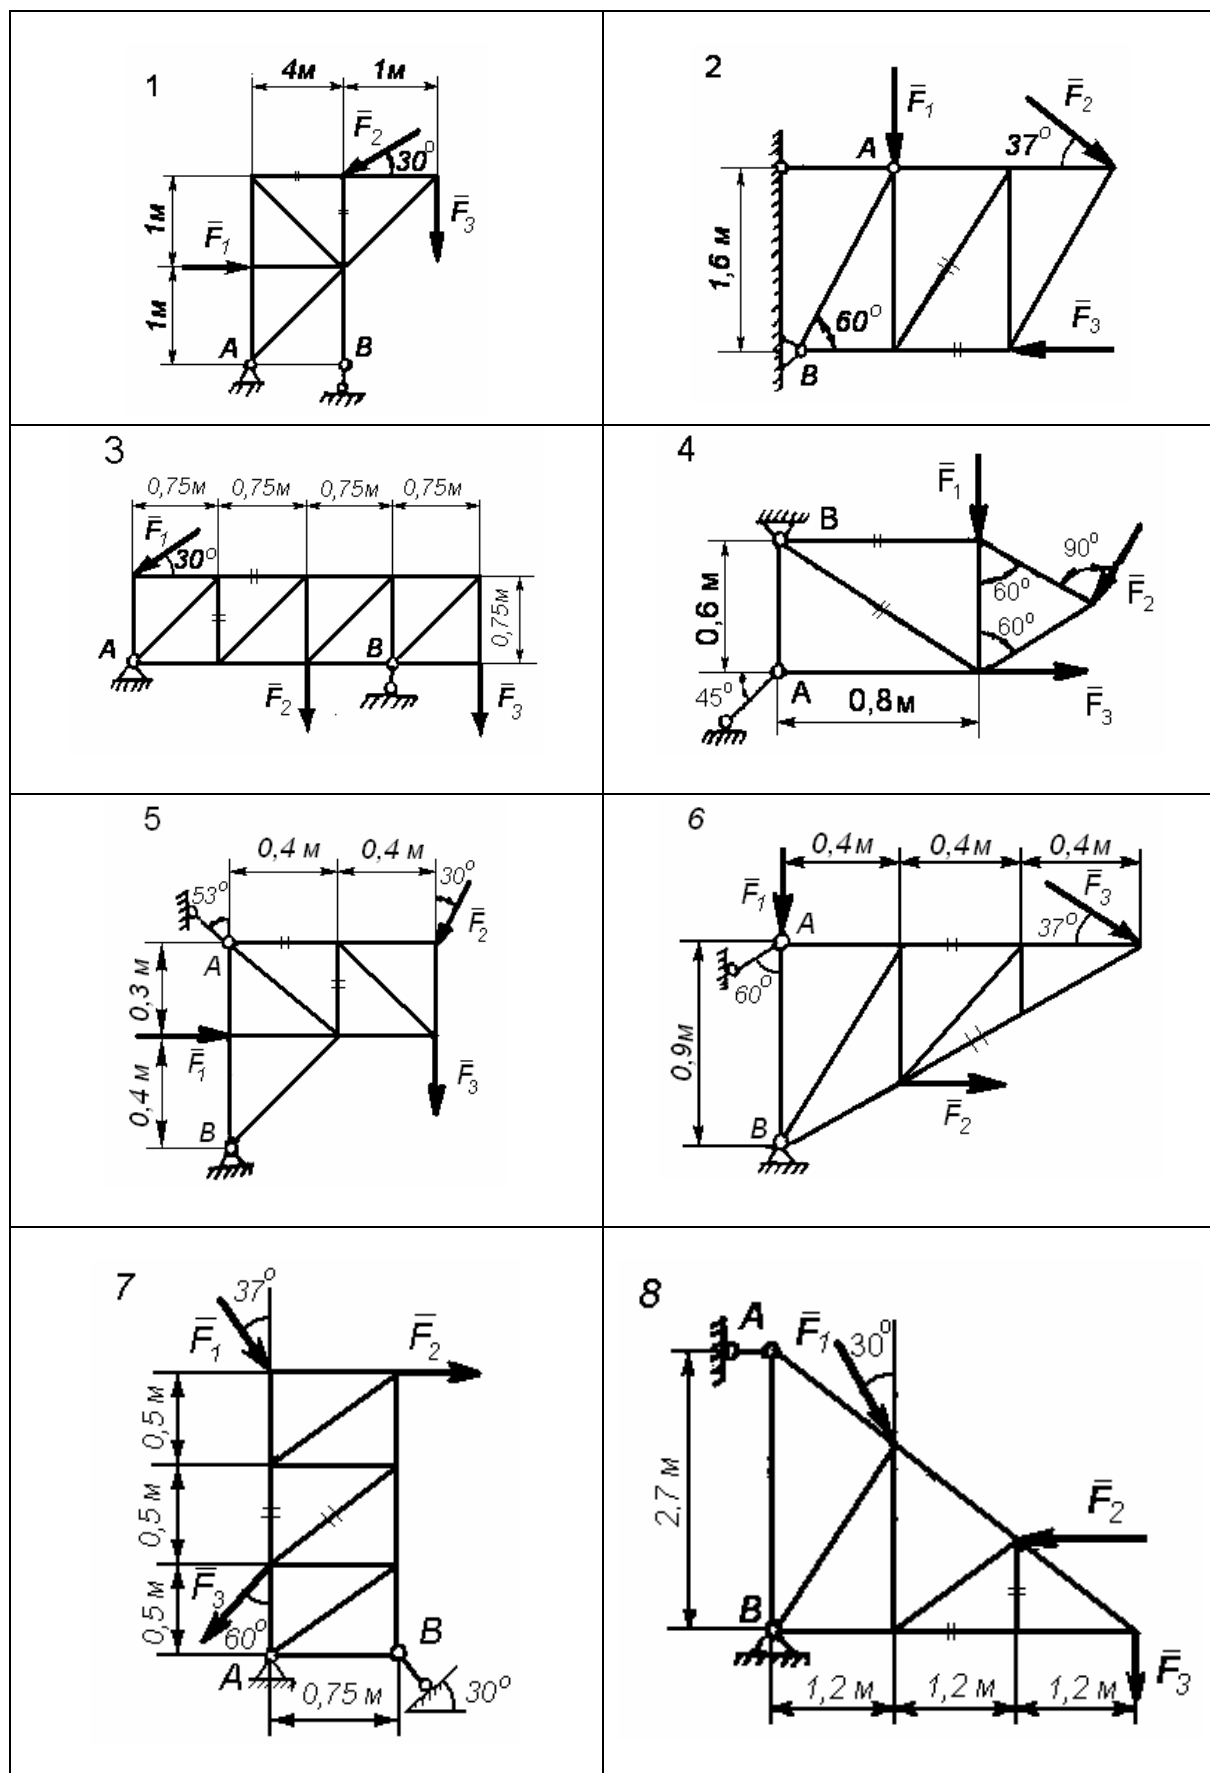 1
4м 1м
F̅₂
30°
1м
F̅₁
F̅₃
1м
A B
2
F̅₁
F̅₂
A
37°
1,6 м
60°
F̅₃
B
3
0,75м 0,75м 0,75м 0,75м
F̅₁
30°
0,75м
A B
F̅₂
F̅₃
4
F̅₁
B
90°
0,6 м
60°
F̅₂
60°
45°
A
0,8м
F̅₃
5
0,4 м 0,4 м
53°
30°
F̅₂
A
0,3 м
F̅₁
F̅₃
0,4 м
B
6
0,4м 0,4м 0,4м
F̅₁
F̅₃
A
37°
60°
0,9м
F̅₂
B
7
37°
F̅₁
F̅₂
0,5 м
0,5 м
F̅₃
0,5 м
60°
B
A
0,75 м
30°
8
A
F̅₁
30°
2,7 м
F̅₂
B
F̅₃
1,2 м 1,2 м 1,2 м